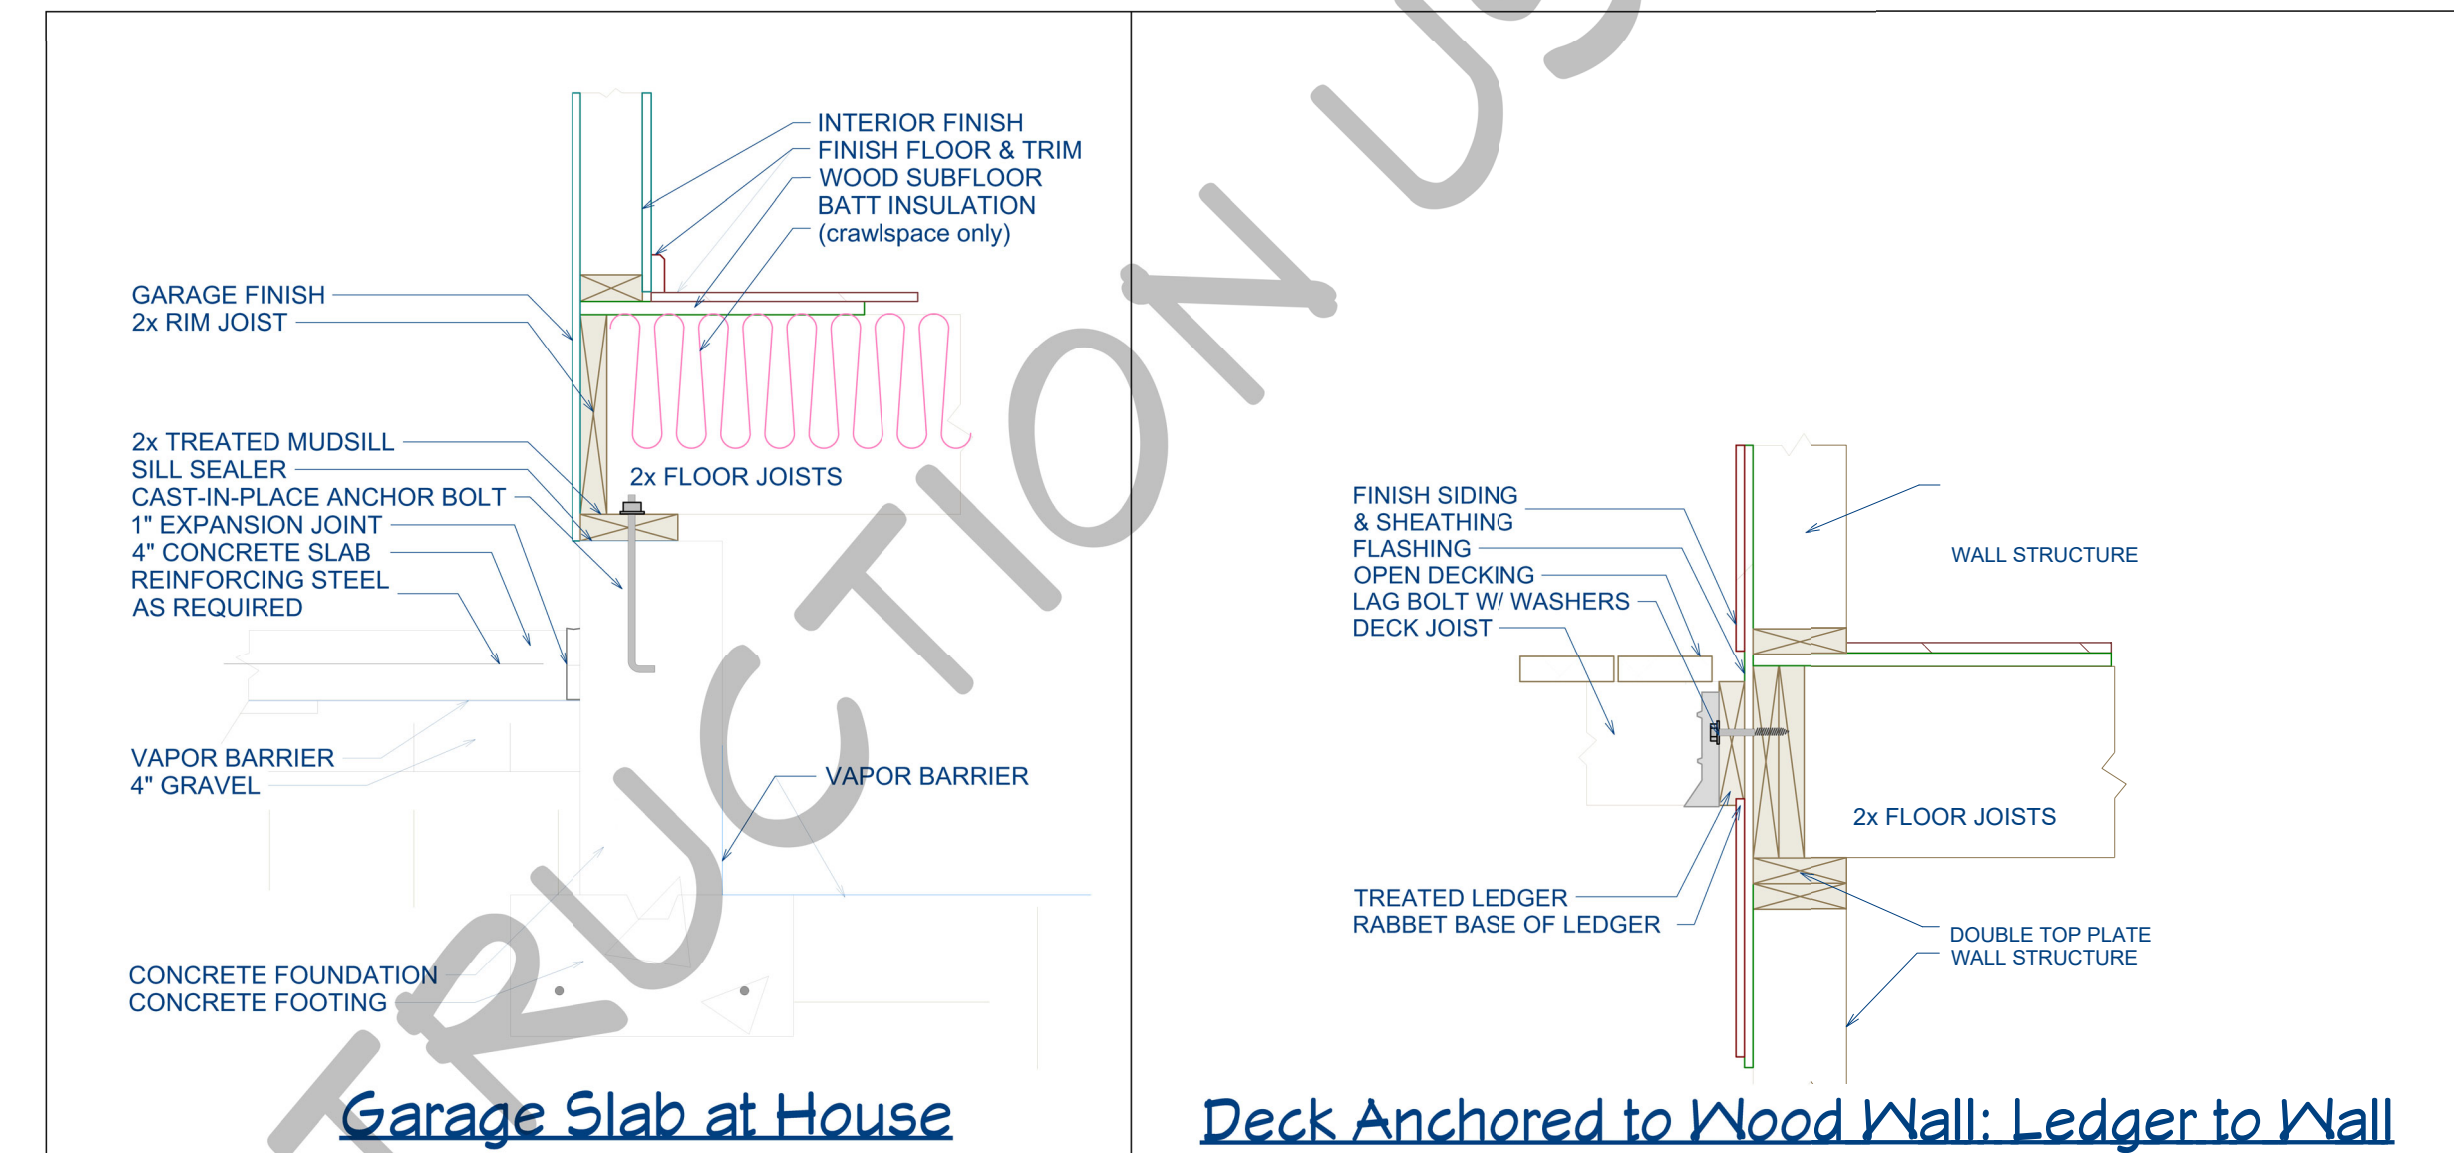 INTERIOR FINISH
FINISH FLOOR & TRIM
WOOD SUBFLOOR
BATT INSULATION
(crawlspace only)
GARAGE FINISH
2x RIM JOIST
2x TREATED MUDSILL
SILL SEALER
CAST-IN-PLACE ANCHOR BOLT
1" EXPANSION JOINT
4" CONCRETE SLAB
REINFORCING STEEL
AS REQUIRED
2x FLOOR JOISTS
VAPOR BARRIER
4" GRAVEL
VAPOR BARRIER
CONCRETE FOUNDATION
CONCRETE FOOTING
Garage Slab at House
FINISH SIDING
& SHEATHING
FLASHING
OPEN DECKING
LAG BOLT W/ WASHERS
DECK JOIST
WALL STRUCTURE
2x FLOOR JOISTS
TREATED LEDGER
RABBET BASE OF LEDGER
DOUBLE TOP PLATE
WALL STRUCTURE
Deck Anchored to Wood Wall: Ledger to Wall
TRUCTION US